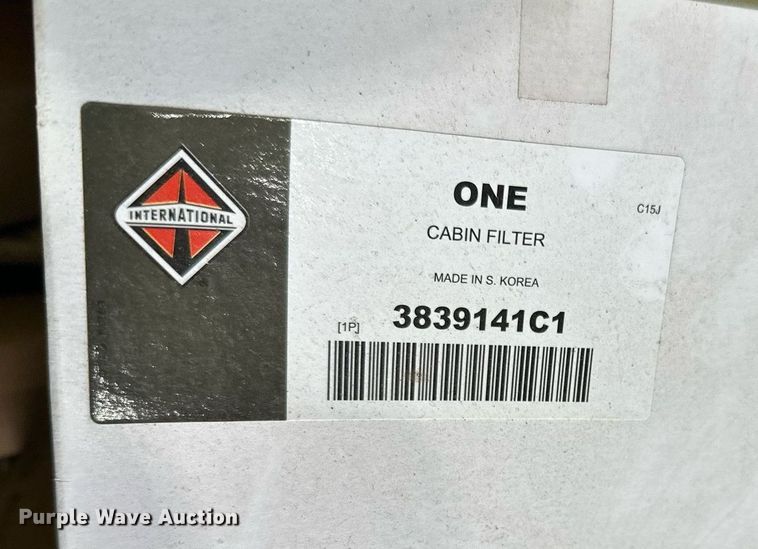 INTERNATIONAL
ONE
C15J
CABIN FILTER
MADE IN S. KOREA
[1P] 3839141C1
Purple Wave Auction